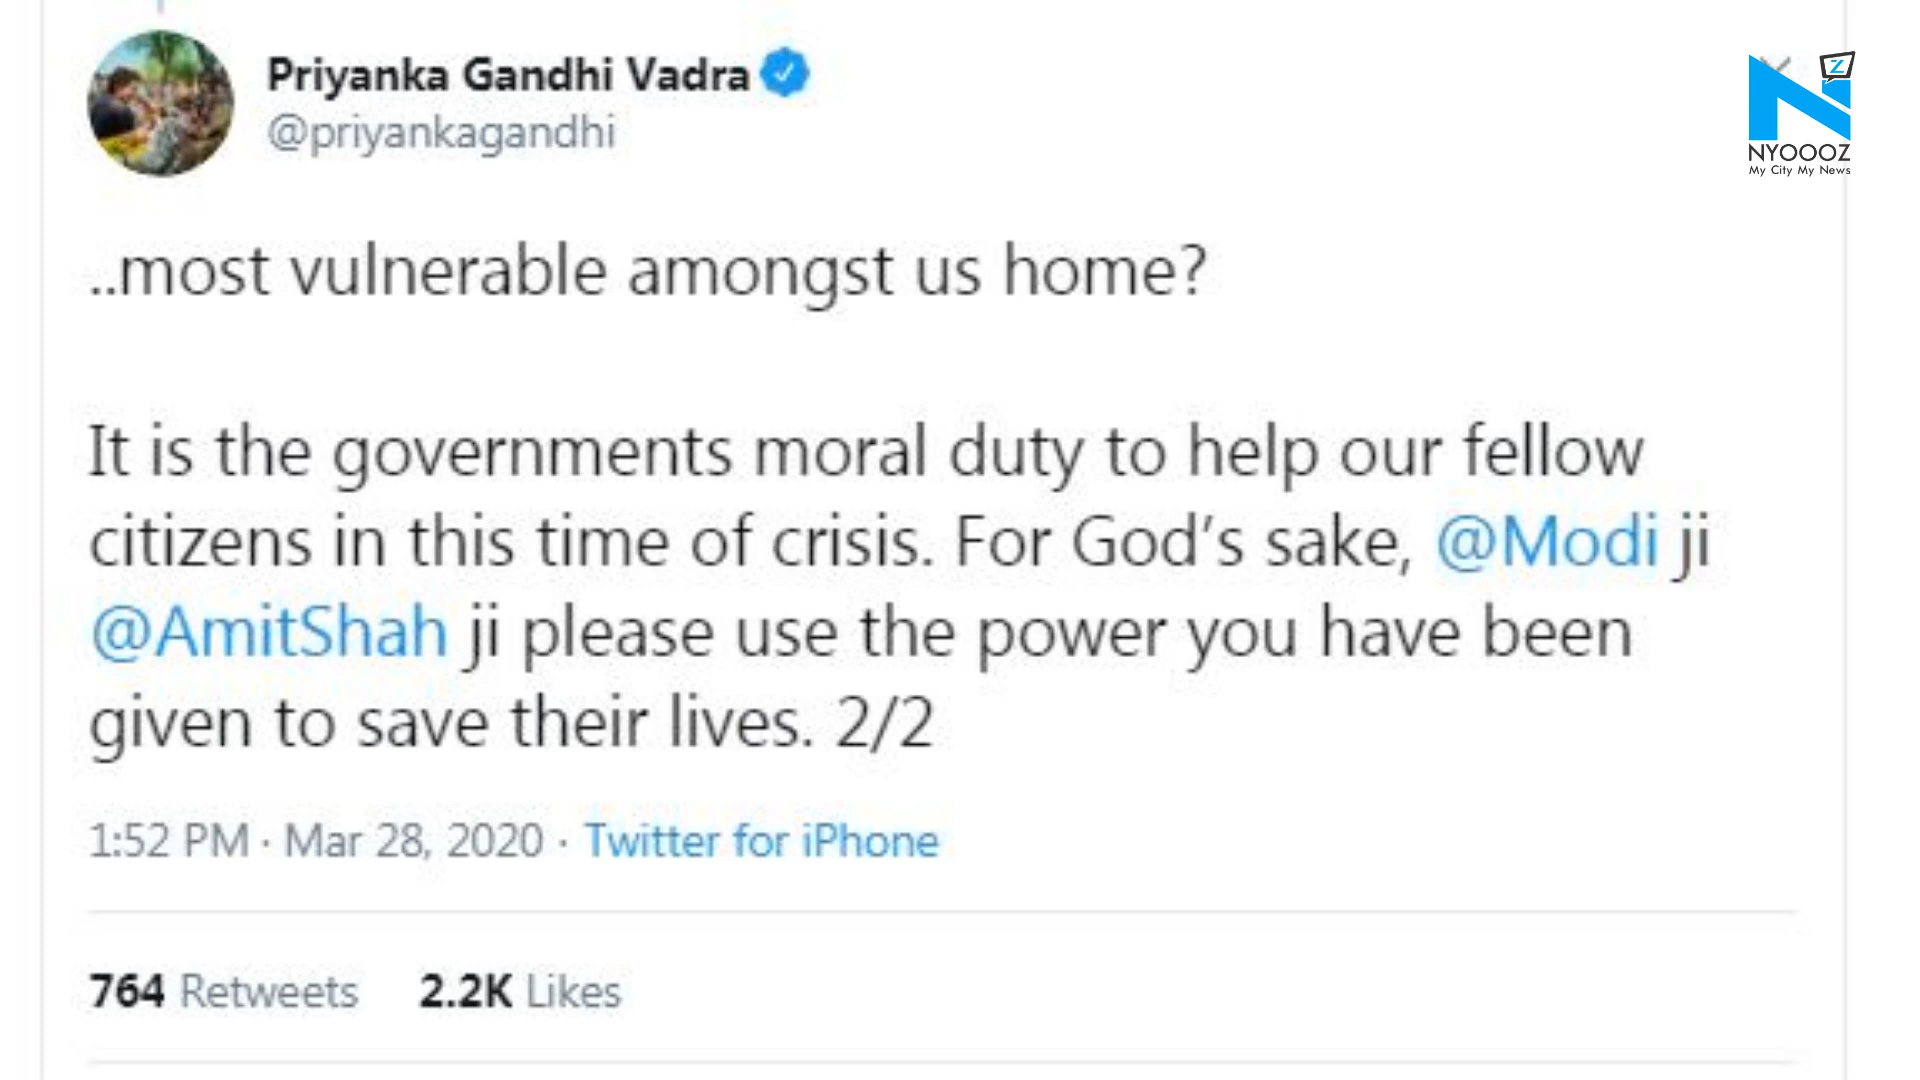 Priyanka Gandhi Vadra
@priyankagandhi
Z
NYOOOZ
My City My News
..most vulnerable amongst us home?
It is the governments moral duty to help our fellow
citizens in this time of crisis. For God's sake, @Modi ji
@AmitShah ji please use the power you have been
given to save their lives. 2/2
1:52 PM · Mar 28, 2020 · Twitter for iPhone
764 Retweets 2.2K Likes